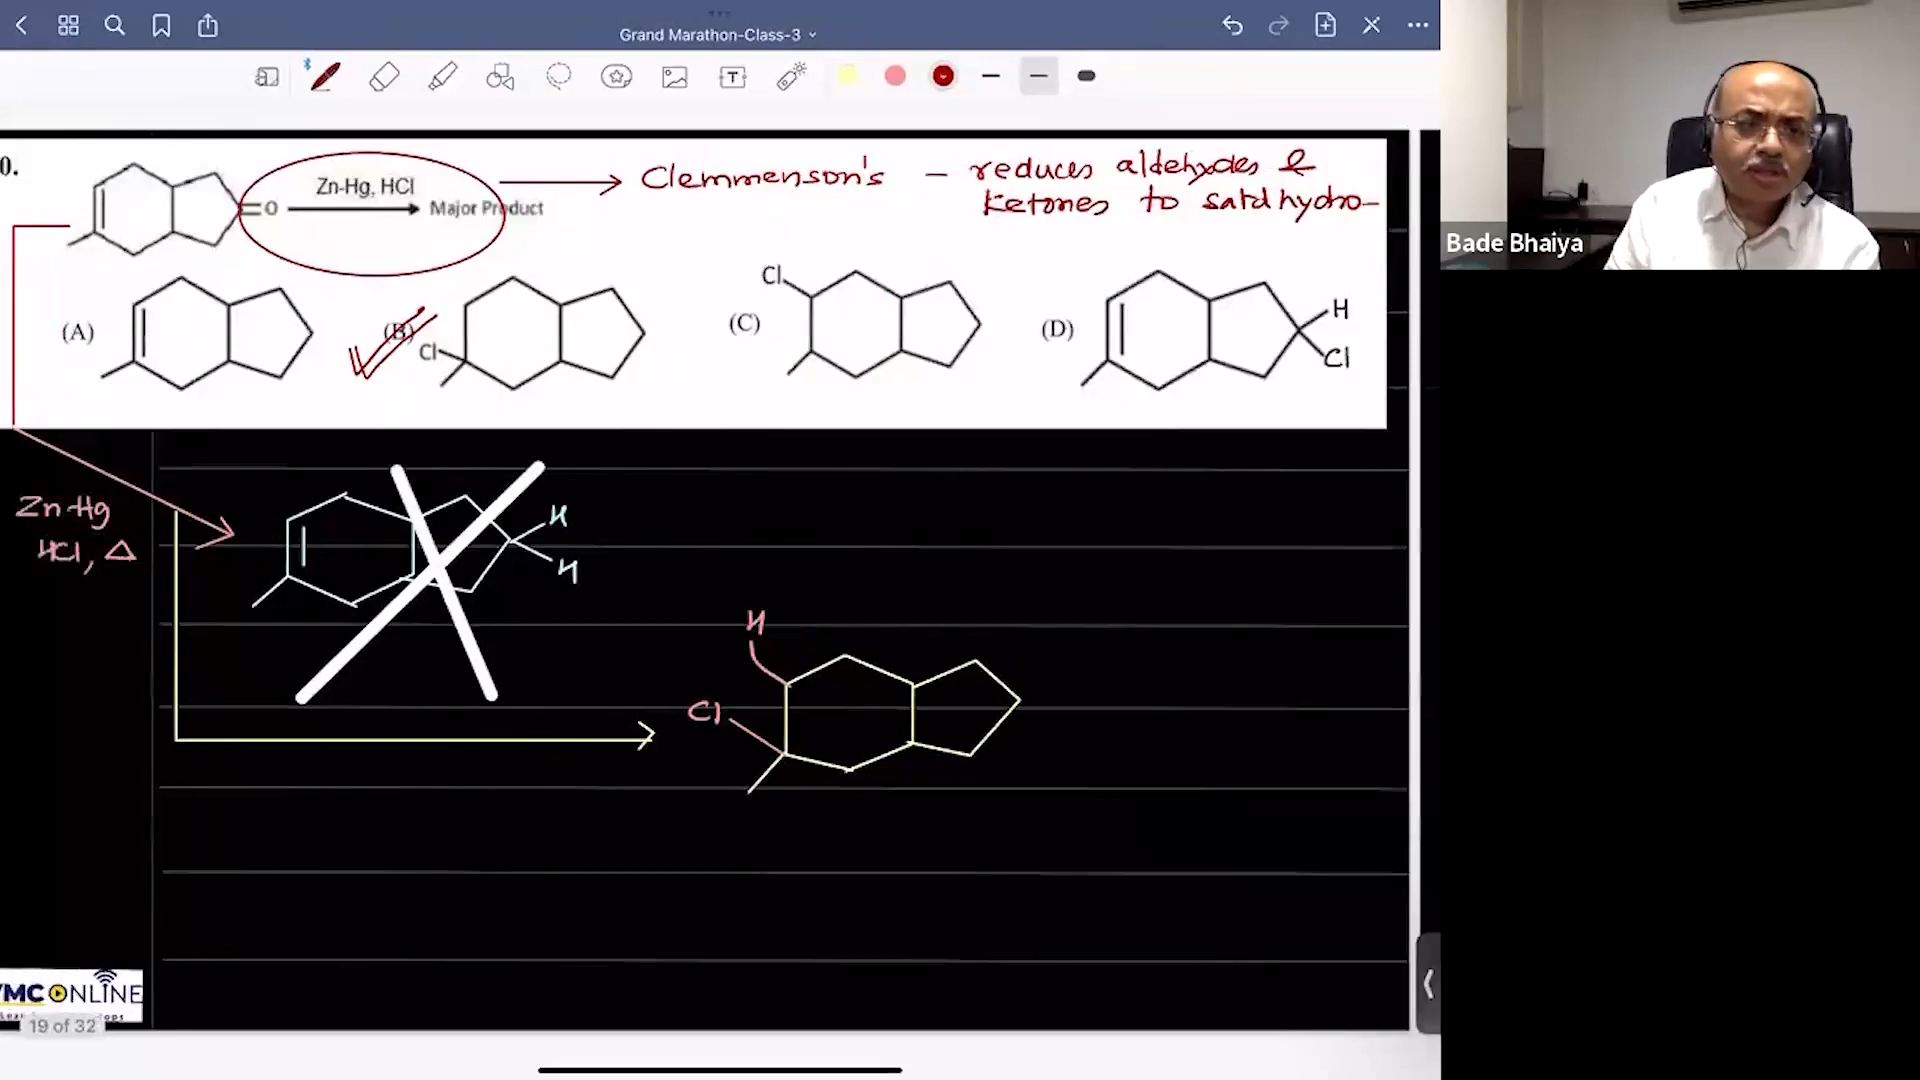 Grand Marathon-Class-3
T
0.
O
Zn-Hg, HCl
Major Product
Clemmenson's - reduces aldehydes &
Ketones to satd hydro-
Bade Bhaiya
(A)
(B)
Cl
(C)
Cl
(D)
H
Cl
Zn-Hg
HCl, Δ
H
H
H
Cl
VMC ONLINE
19 of 32